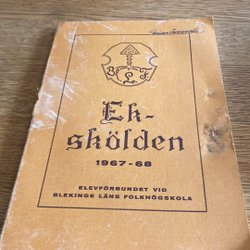 B L F
Ek-
skölden
1967-68
ELEVFÖRBUNDET VID
BLEKINGE LÄNS FOLKHÖGSKOLA